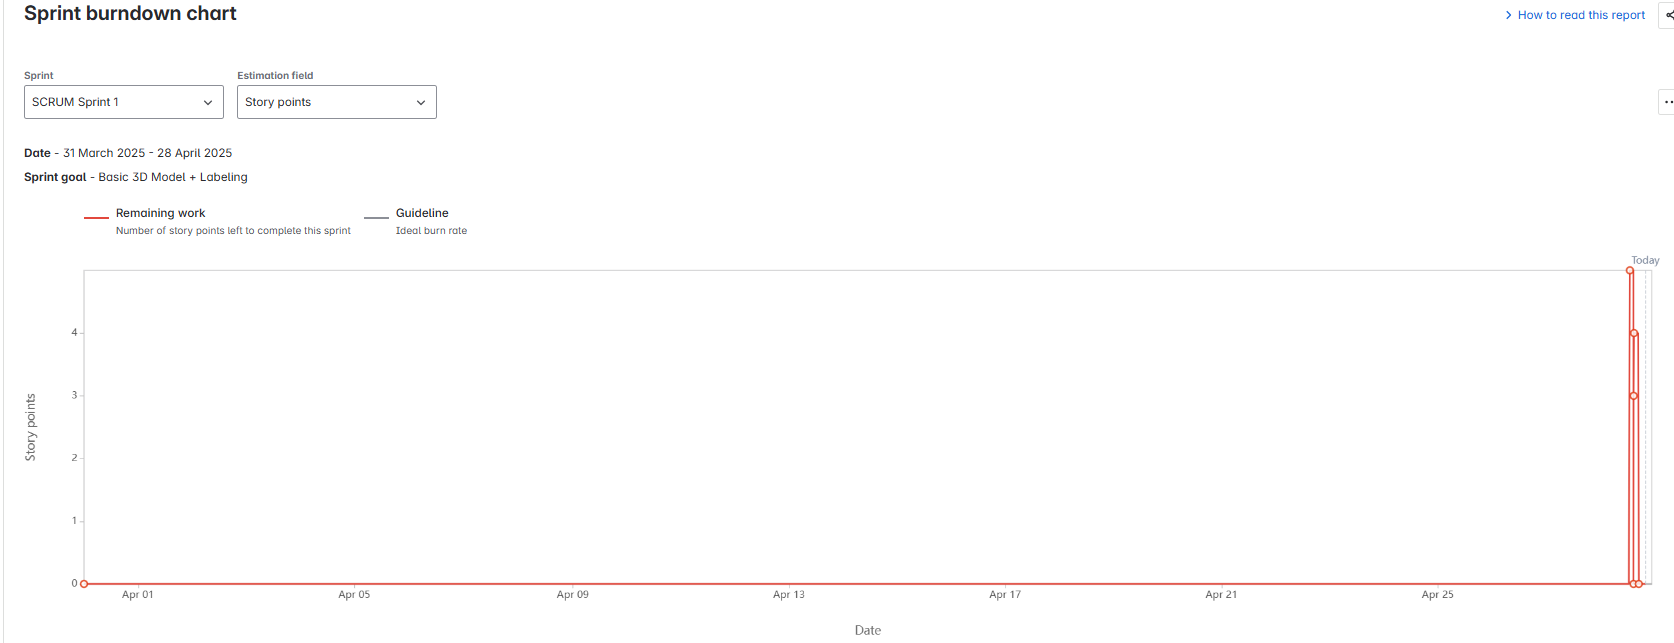 Sprint burndown chart
How to read this report
Sprint
Estimation field
SCRUM Sprint 1
Story points
Date - 31 March 2025 - 28 April 2025
Sprint goal - Basic 3D Model + Labeling
Remaining work
Number of story points left to complete this sprint
Guideline
Ideal burn rate
Today
Story points
4
3
2
1
0
Apr 01
Apr 05
Apr 09
Apr 13
Apr 17
Apr 21
Apr 25
Date